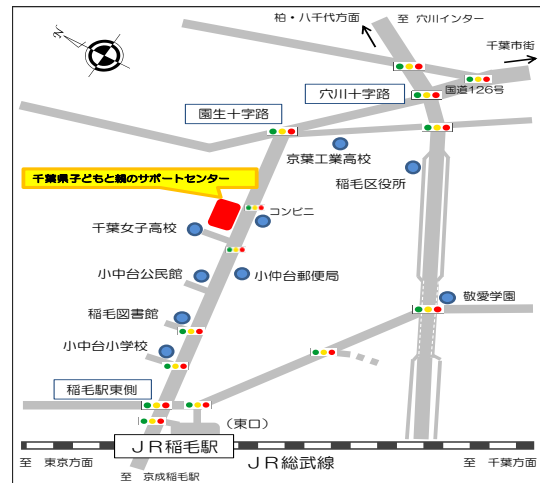 N
柏・八千代方面
至 穴川インター
千葉市街
国道126号
穴川十字路
園生十字路
京葉工業高校
稲毛区役所
千葉県子どもと親のサポートセンター
コンビニ
千葉女子高校
小中台公民館
小仲台郵便局
敬愛学園
稲毛図書館
小中台小学校
稲毛駅東側
（東口）
ＪＲ稲毛駅
至 東京方面
ＪＲ総武線
至 千葉方面
至 京成稲毛駅